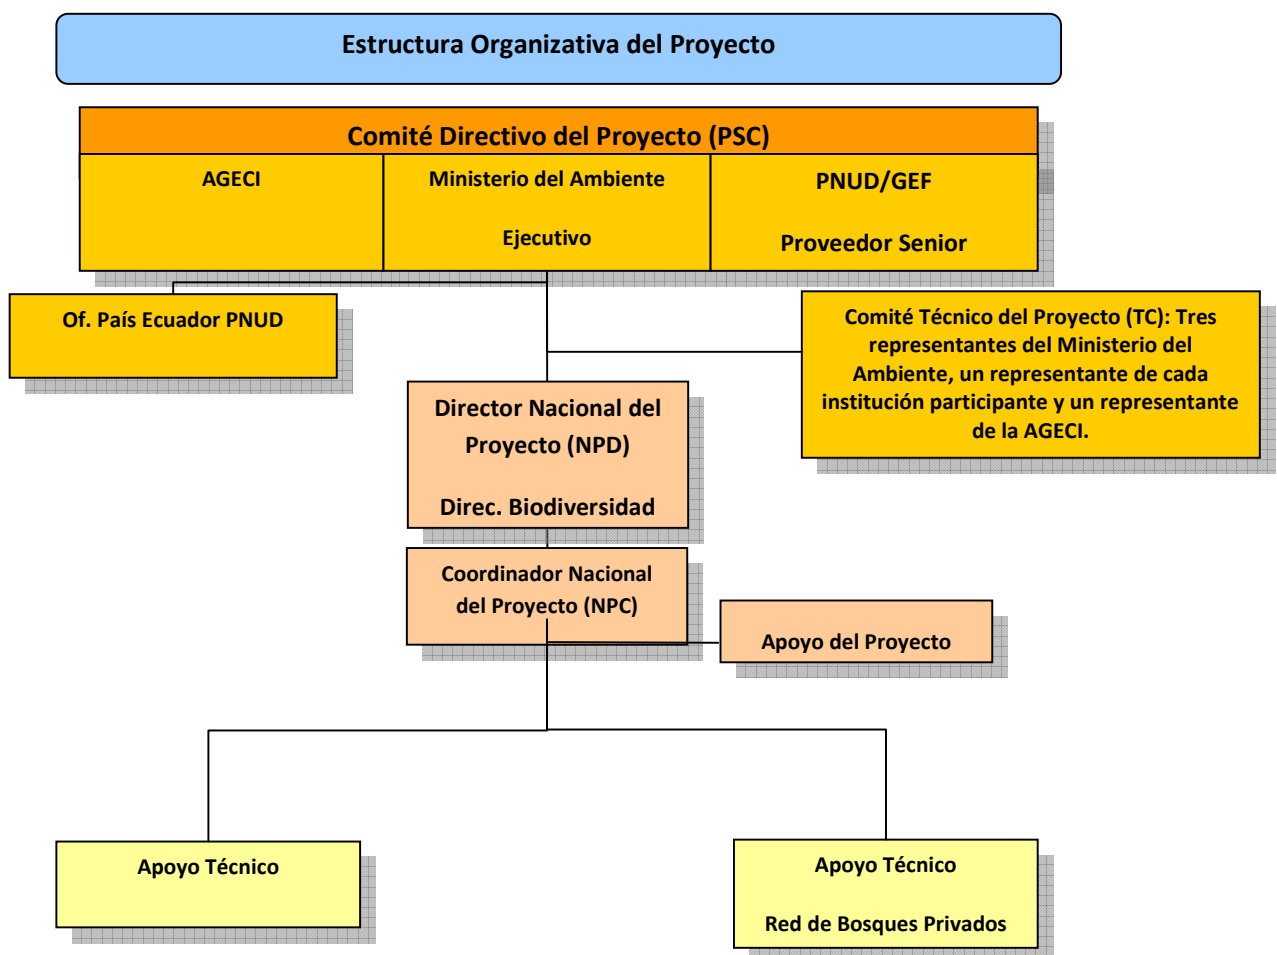 Estructura Organizativa del Proyecto
Comité Directivo del Proyecto (PSC)
AGECI
Ministerio del Ambiente
Ejecutivo
PNUD/GEF
Proveedor Senior
Of. País Ecuador PNUD
Comité Técnico del Proyecto (TC): Tres
representantes del Ministerio del
Ambiente, un representante de cada
institución participante y un representante
de la AGECI.
Director Nacional del
Proyecto (NPD)
Direc. Biodiversidad
Coordinador Nacional
del Proyecto (NPC)
Apoyo del Proyecto
Apoyo Técnico
Apoyo Técnico
Red de Bosques Privados